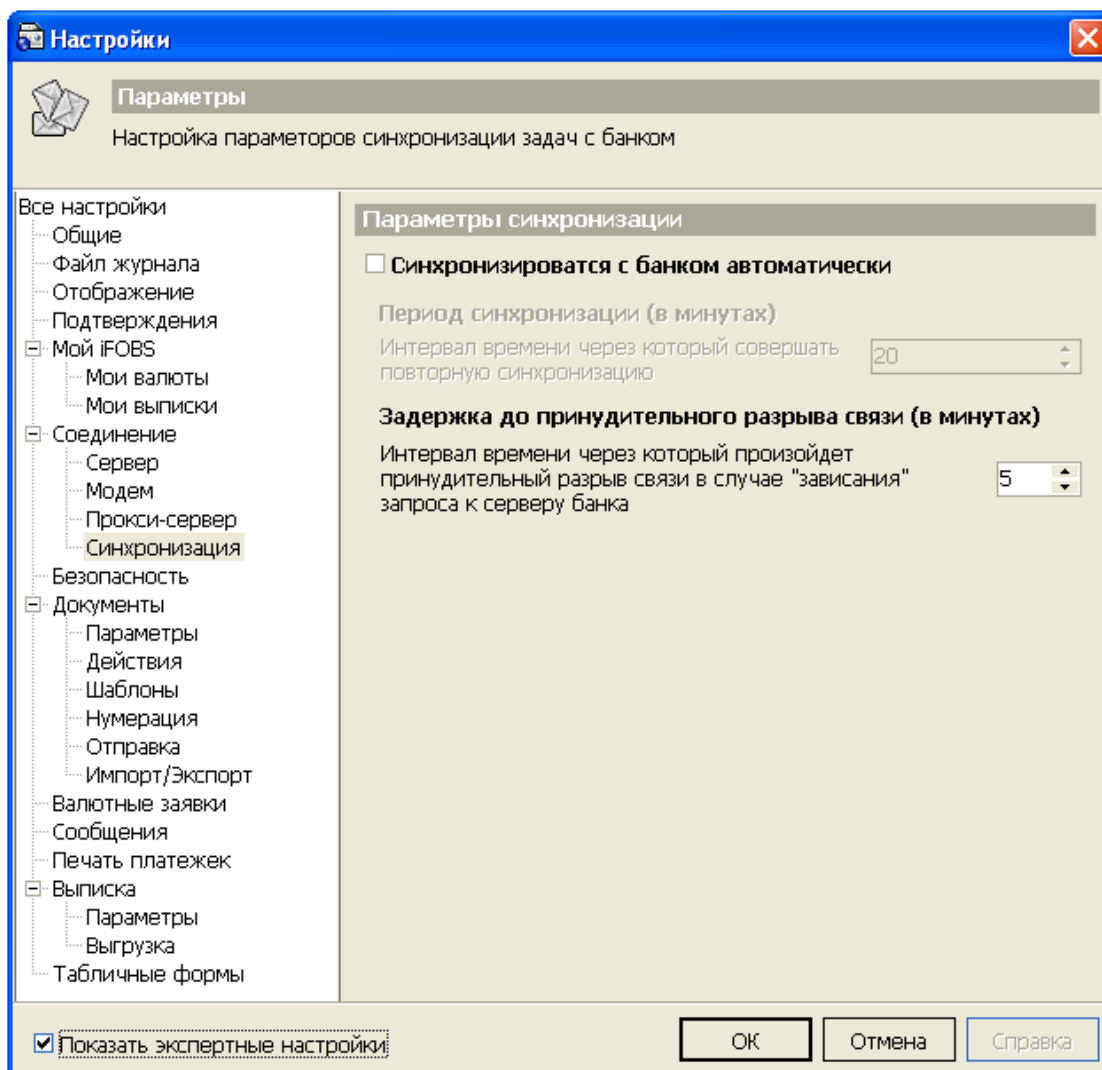 Настройки
Параметры
Настройка параметоров синхронизации задач с банком
Все настройки
Общие
Файл журнала
Отображение
Подтверждения
Мой iFOBS
Мои валюты
Мои выписки
Соединение
Сервер
Модем
Прокси-сервер
Синхронизация
Безопасность
Документы
Параметры
Действия
Шаблоны
Нумерация
Отправка
Импорт/Экспорт
Валютные заявки
Сообщения
Печать платежек
Выписка
Параметры
Выгрузка
Табличные формы
Параметры синхронизации
Синхронизироватся с банком автоматически
Период синхронизации (в минутах)
Интервал времени через который совершать
повторную синхронизацию
20
Задержка до принудительного разрыва связи (в минутах)
Интервал времени через который произойдет
принудительный разрыв связи в случае "зависания"
запроса к серверу банка
5
Показать экспертные настройки
ОК
Отмена
Справка